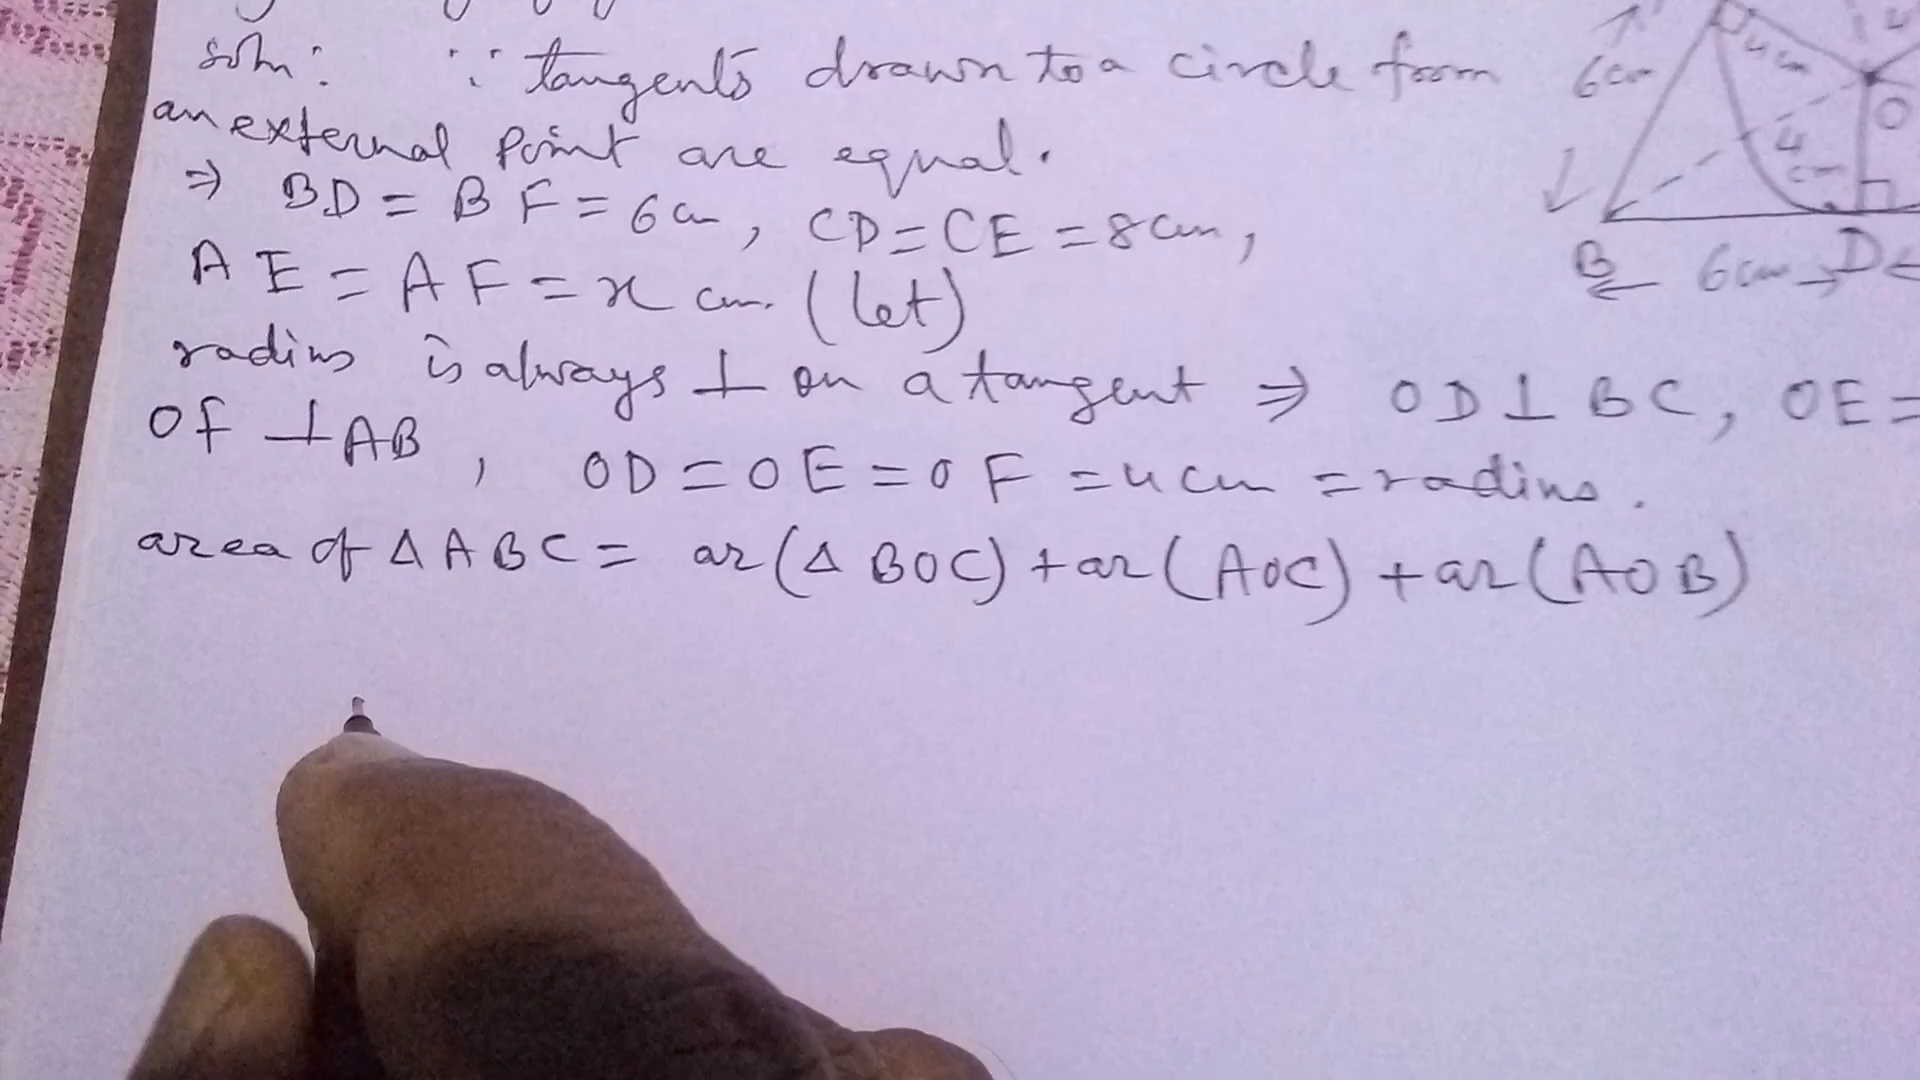 soln: ∵ tangents drawn to a circle from
an external point are equal.
⇒ BD = BF = 6 cm, CD = CE = 8 cm,
AE = AF = x cm. (let)
radius is always ⊥ on a tangent ⇒ OD ⊥ BC, OE =
OF ⊥ AB, OD = OE = OF = 4 cm = radius.
area of Δ ABC = ar(Δ BOC) + ar(AOC) + ar(AOB)
6 cm
4 cm
O
4 cm
B
6 cm
D